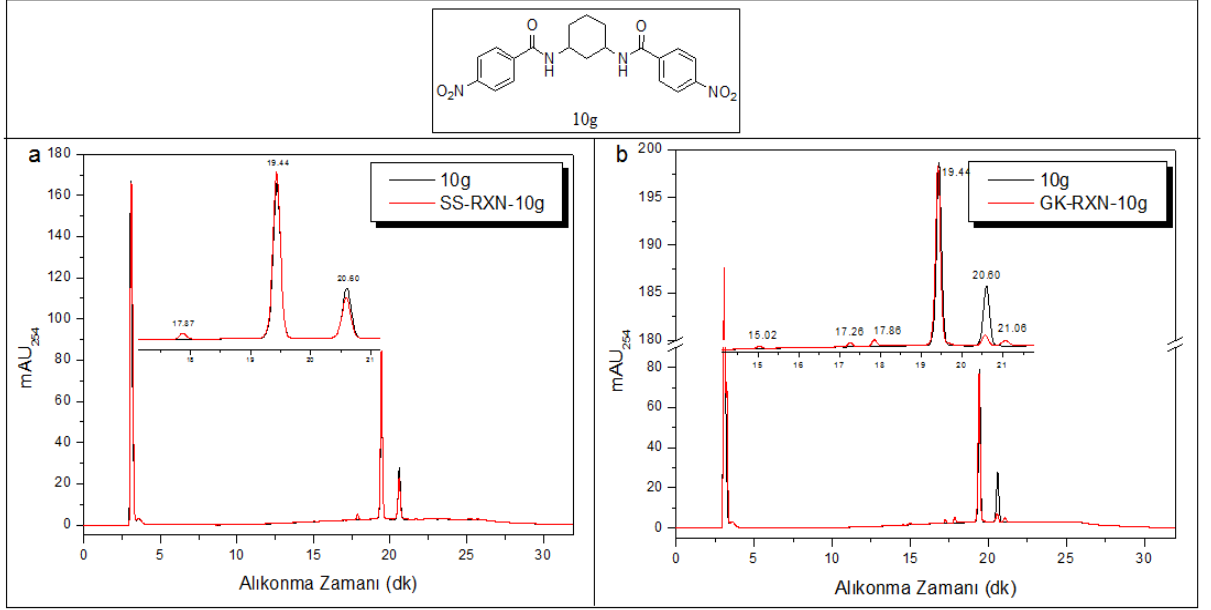 O
O
N
H
N
H
O₂N
NO₂
10g
a
180
160
140
120
100
80
60
40
20
0
mAU₂₅₄
19.44
10g
SS-RXN-10g
20.60
17.87
18
19
20
21
0
5
10
15
20
25
30
Alıkonma Zamanı (dk)
b
200
195
190
185
180
80
60
40
20
0
mAU₂₅₄
19.44
10g
GK-RXN-10g
20.60
15.02
17.26
17.86
21.06
15
16
17
18
19
20
21
0
5
10
15
20
25
30
Alıkonma Zamanı (dk)